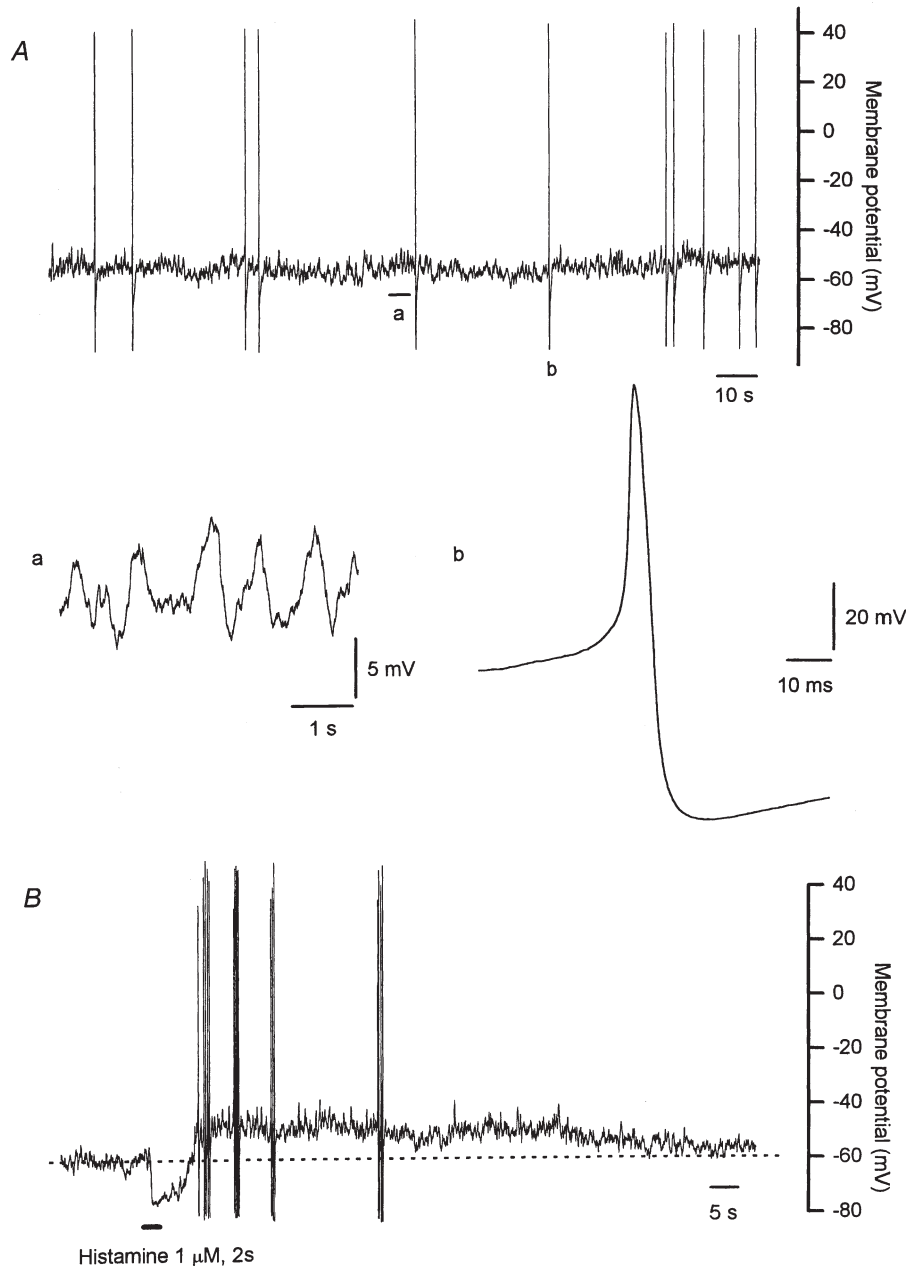 A
40
20
0
-20
-40
-60
-80
Membrane potential (mV)
a
b
10 s
a
5 mV
1 s
b
20 mV
10 ms
B
40
20
0
-20
-40
-60
-80
Membrane potential (mV)
5 s
Histamine 1 μM, 2s